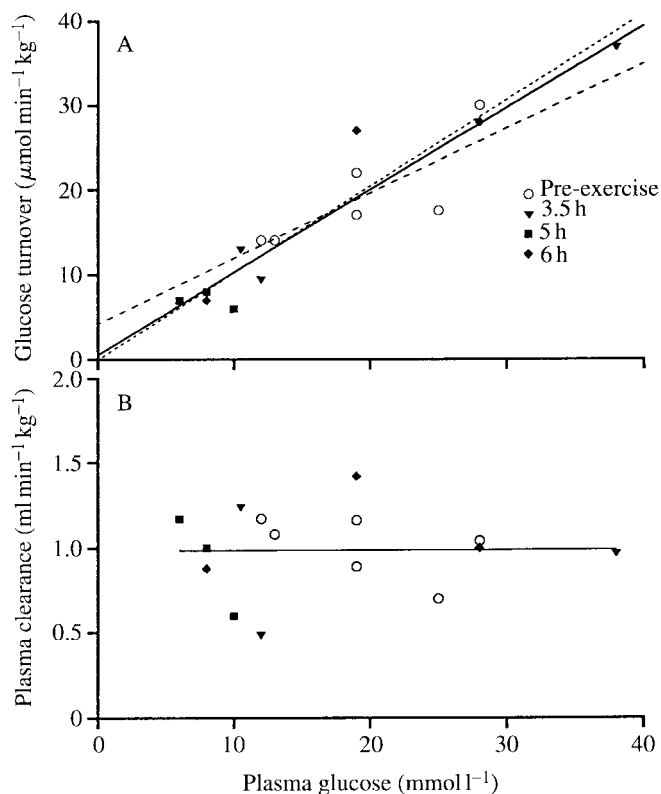 A
40
30
20
10
0
Glucose turnover (μmol min⁻¹ kg⁻¹)
Pre-exercise
3.5 h
5 h
6 h
B
2.0
1.5
1.0
0.5
0
Plasma clearance (ml min⁻¹ kg⁻¹)
0 10 20 30 40
Plasma glucose (mmol l⁻¹)